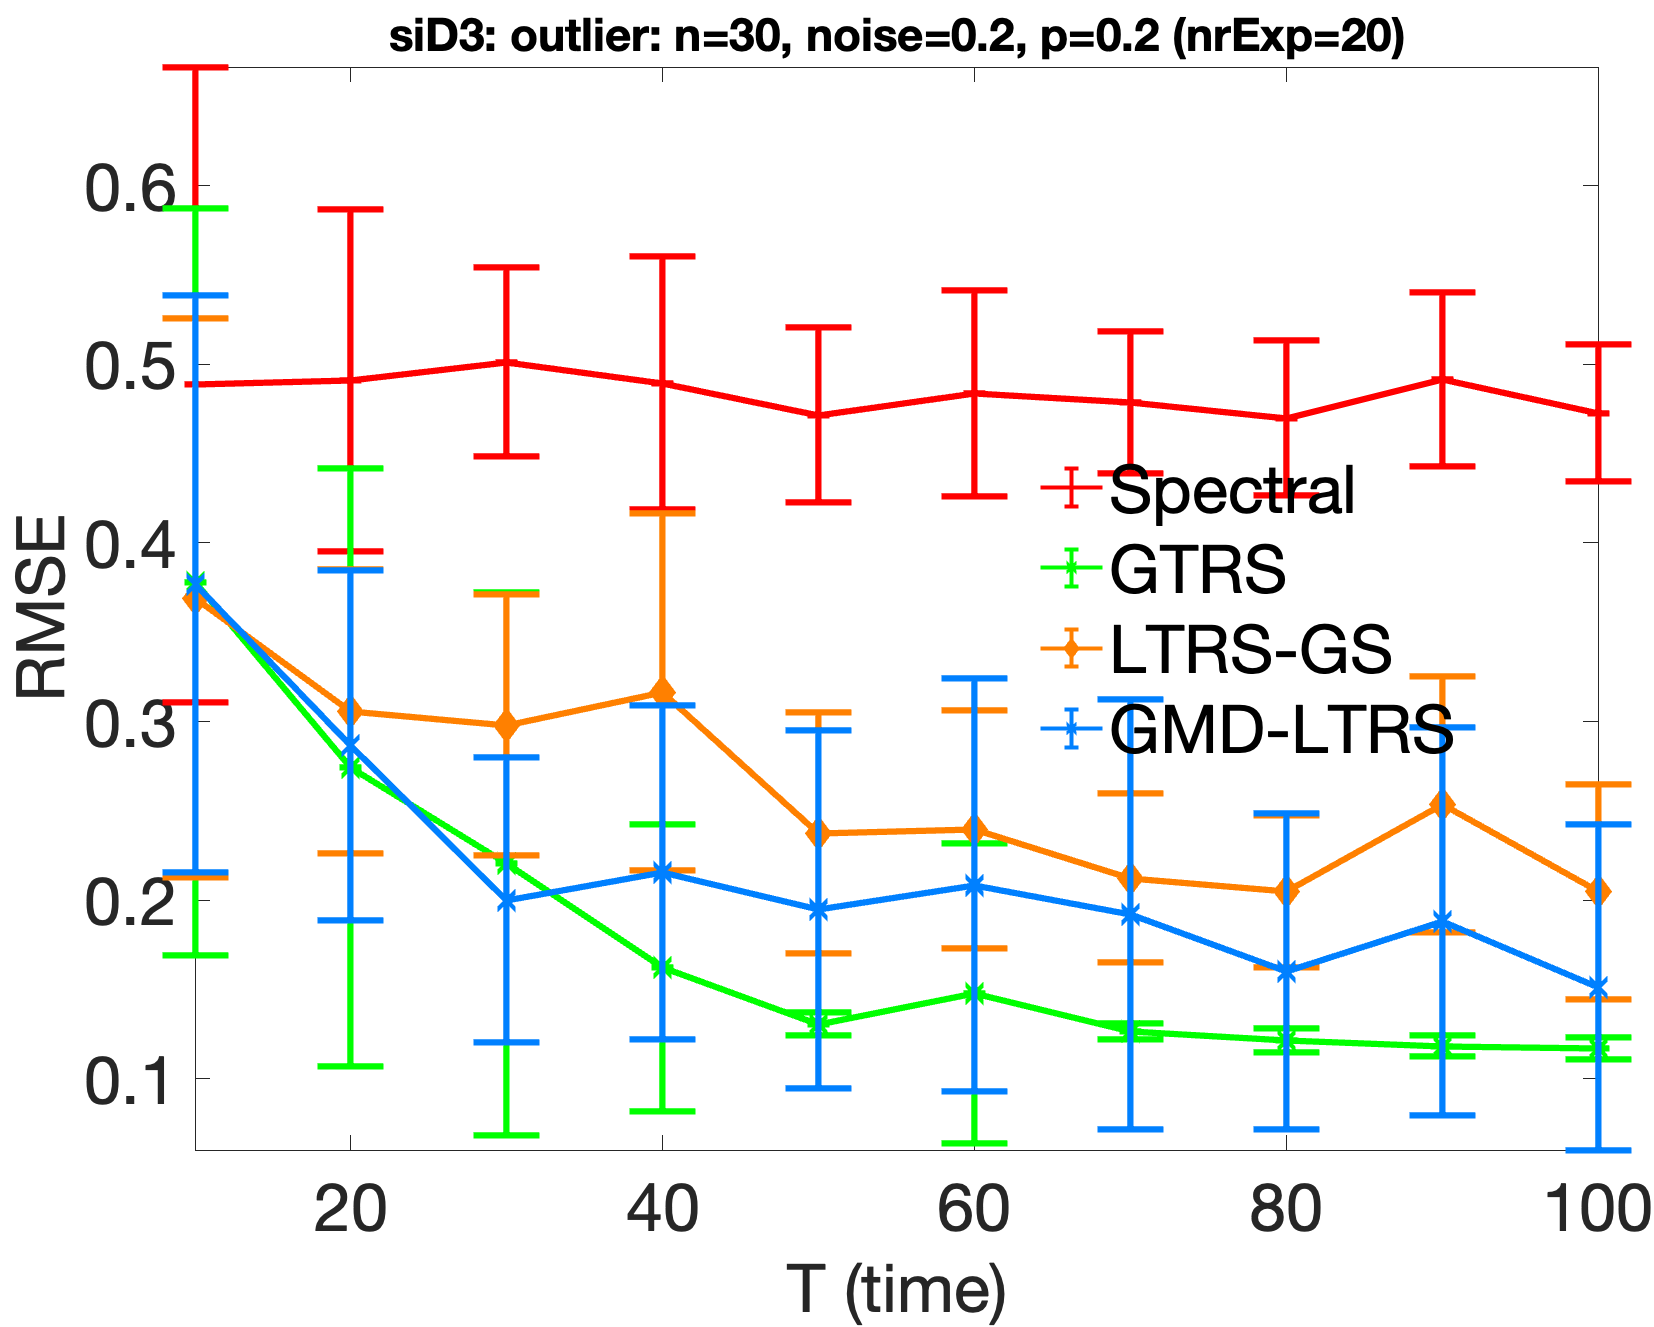 siD3: outlier: n=30, noise=0.2, p=0.2 (nrExp=20)
RMSE
0.6
0.5
0.4
0.3
0.2
0.1
Spectral
GTRS
LTRS-GS
GMD-LTRS
20 40 60 80 100
T (time)